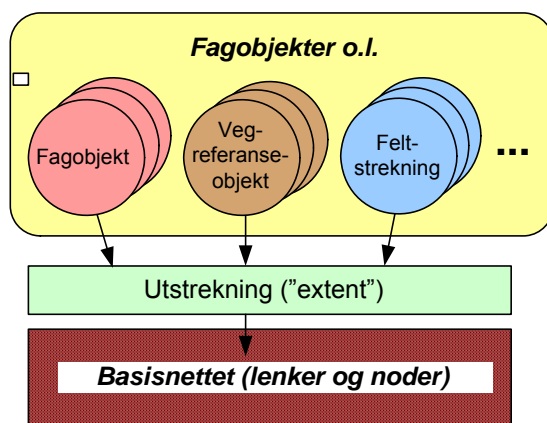 Fagobjekter o.l.
Fagobjekt
Veg-
referanse-
objekt
Felt-
strekning
...
Utstrekning (”extent”)
Basisnettet (lenker og noder)